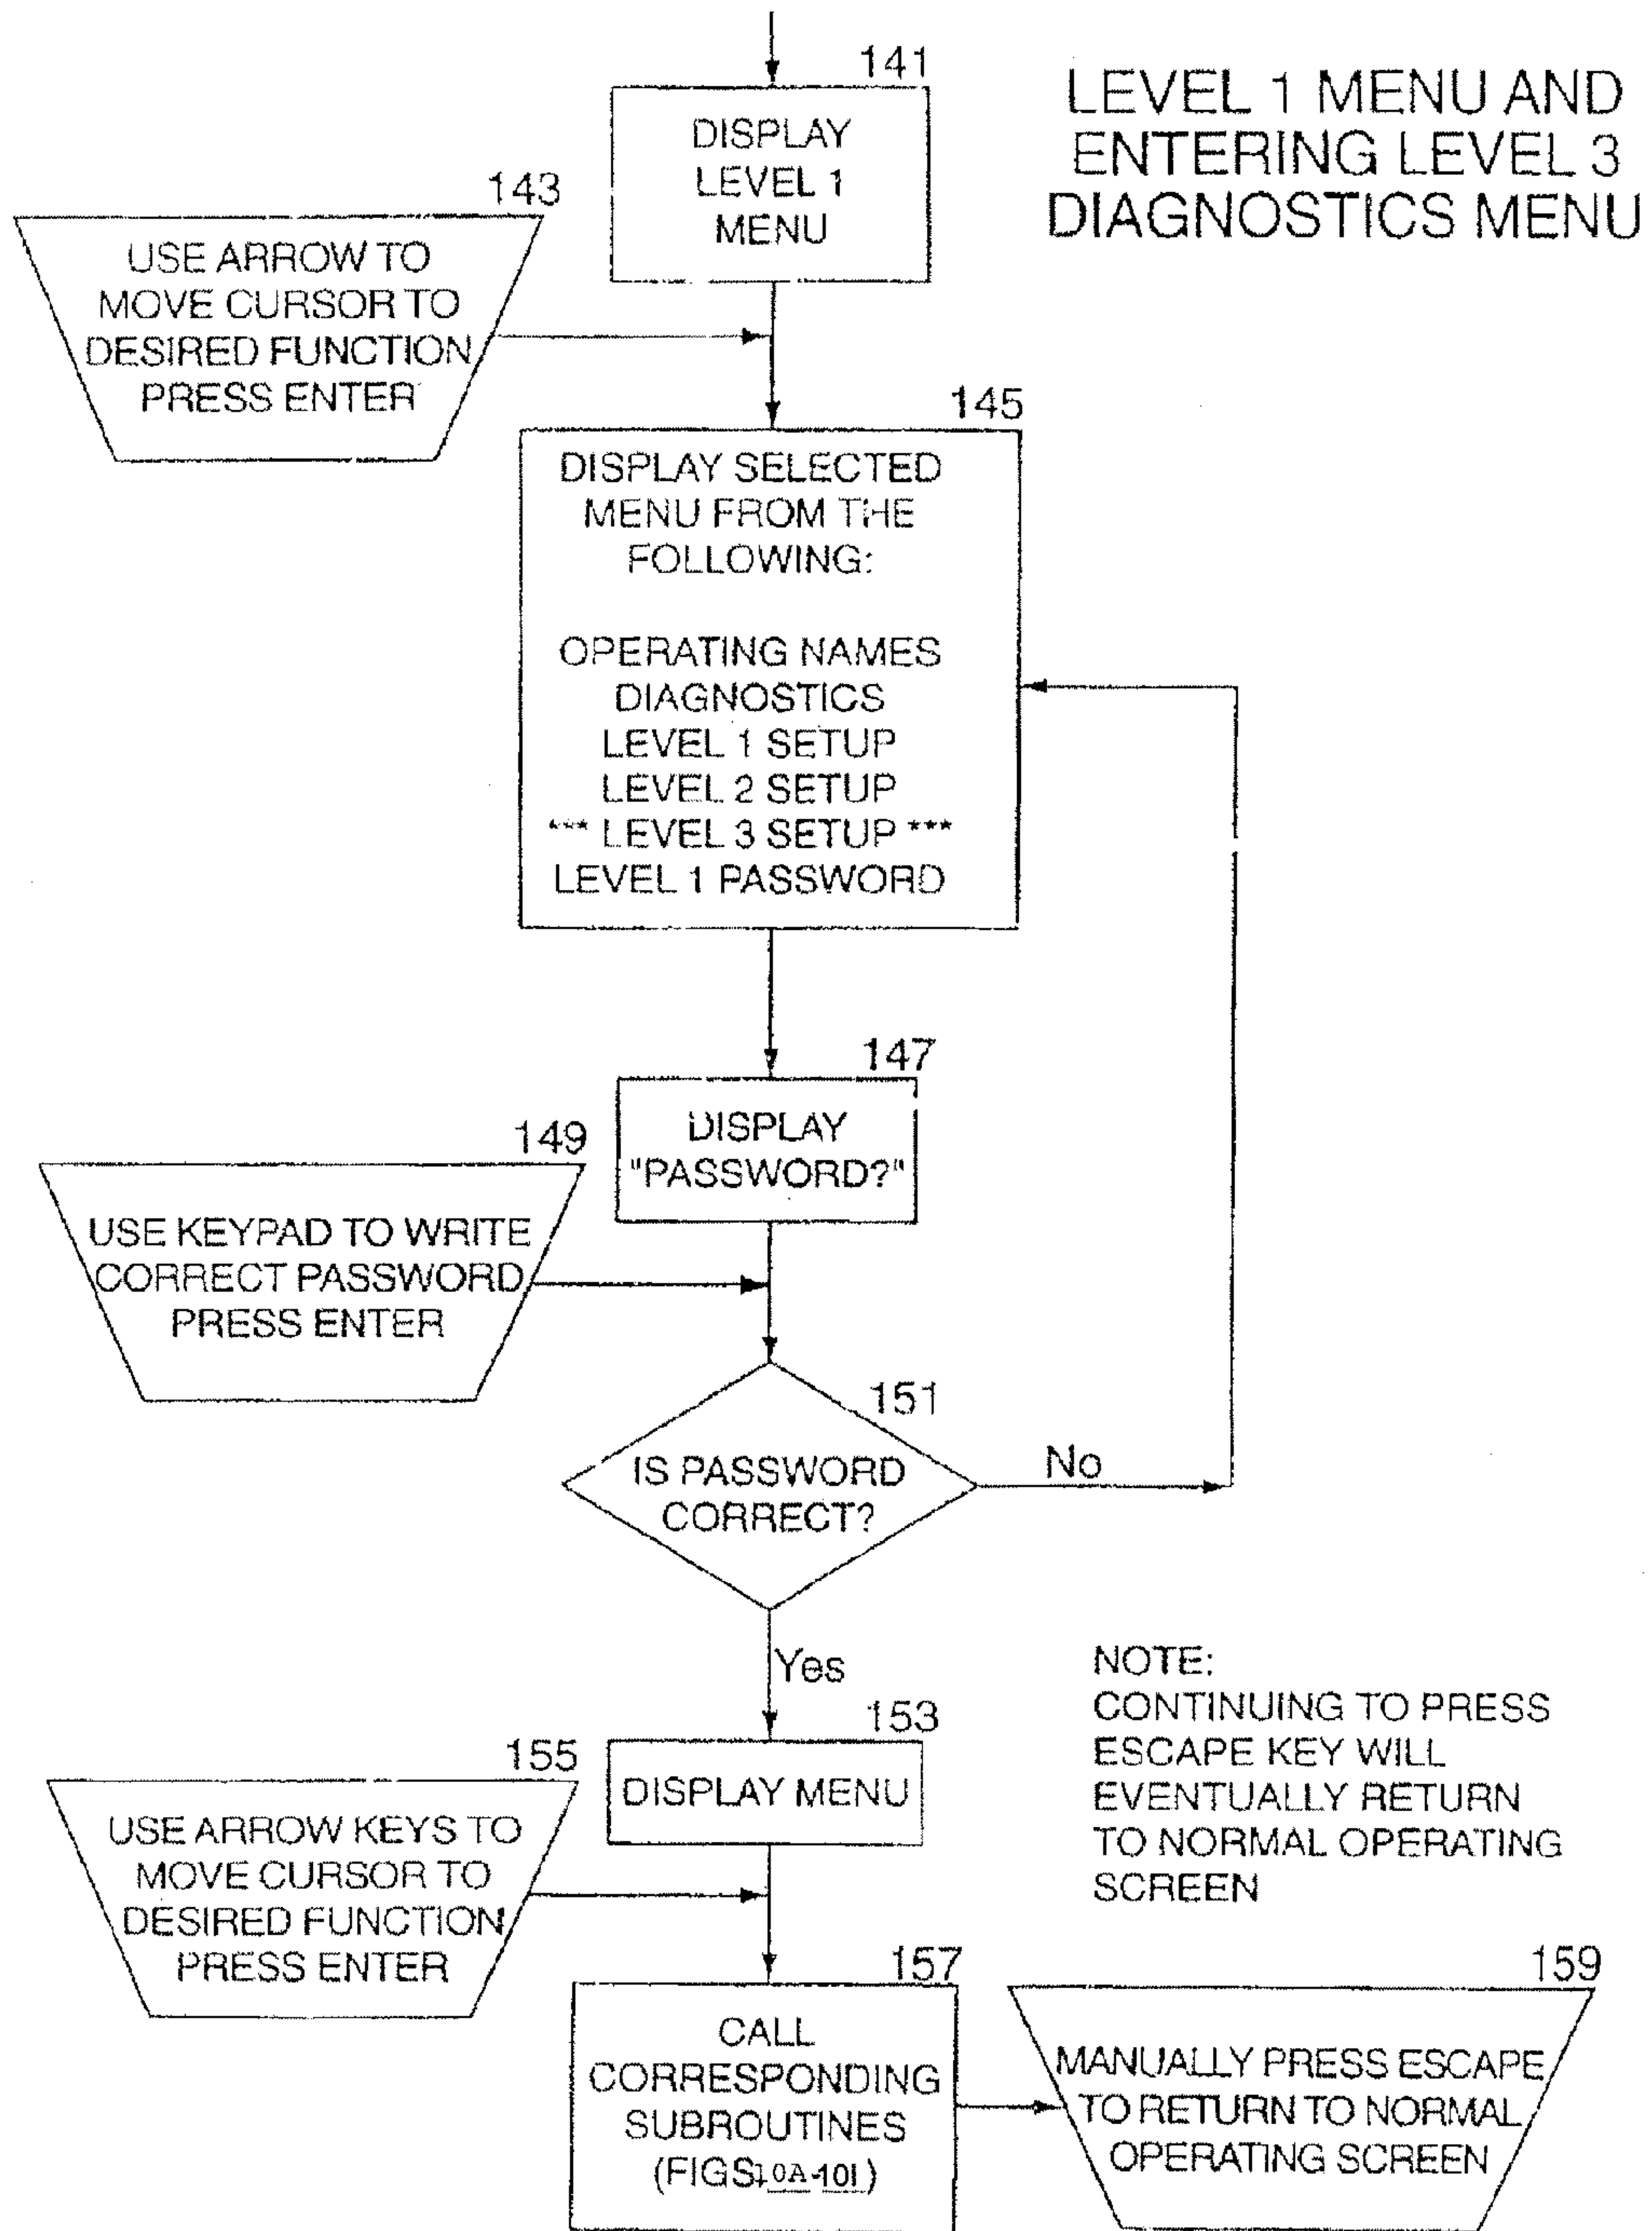 LEVEL 1 MENU AND
ENTERING LEVEL 3
DIAGNOSTICS MENU
141
DISPLAY
LEVEL 1
MENU
143
USE ARROW TO
MOVE CURSOR TO
DESIRED FUNCTION
PRESS ENTER
145
DISPLAY SELECTED
MENU FROM THE
FOLLOWING:
OPERATING NAMES
DIAGNOSTICS
LEVEL 1 SETUP
LEVEL 2 SETUP
*** LEVEL 3 SETUP ***
LEVEL 1 PASSWORD
147
DISPLAY
"PASSWORD?"
149
USE KEYPAD TO WRITE
CORRECT PASSWORD
PRESS ENTER
151
IS PASSWORD
CORRECT?
No
Yes
153
DISPLAY MENU
155
USE ARROW KEYS TO
MOVE CURSOR TO
DESIRED FUNCTION
PRESS ENTER
157
CALL
CORRESPONDING
SUBROUTINES
(FIGS.10A-10I)
NOTE:
CONTINUING TO PRESS
ESCAPE KEY WILL
EVENTUALLY RETURN
TO NORMAL OPERATING
SCREEN
159
MANUALLY PRESS ESCAPE
TO RETURN TO NORMAL
OPERATING SCREEN